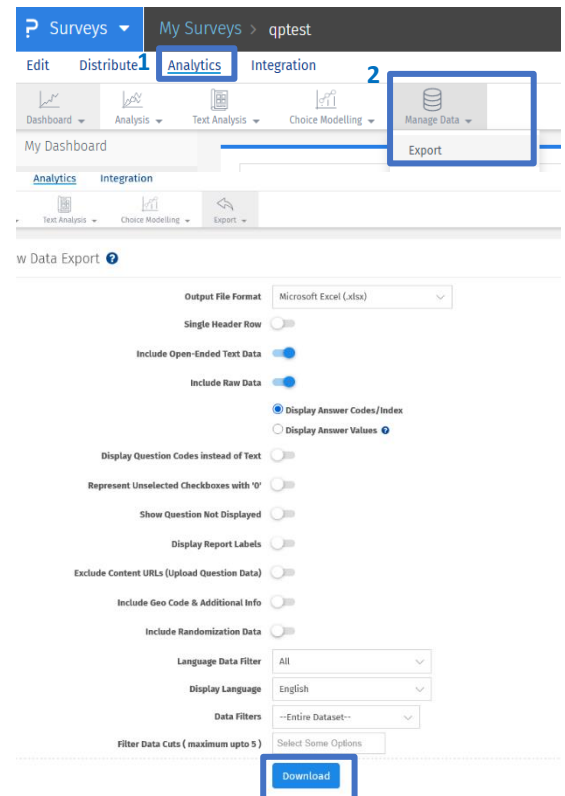 Surveys My Surveys > qptest
Edit Distribute 1 Analytics Integration 2
Dashboard Analysis Text Analysis Choice Modelling Manage Data
My Dashboard Export
Analytics Integration
Text Analysis Choice Modelling Export
w Data Export ?
Output File Format Microsoft Excel (.xlsx)
Single Header Row
Include Open-Ended Text Data
Include Raw Data
Display Answer Codes/Index
Display Answer Values ?
Display Question Codes instead of Text
Represent Unselected Checkboxes with '0'
Show Question Not Displayed
Display Report Labels
Exclude Content URLs (Upload Question Data)
Include Geo Code & Additional Info
Include Randomization Data
Language Data Filter All
Display Language English
Data Filters --Entire Dataset--
Filter Data Cuts ( maximum upto 5 ) Select Some Options
Download